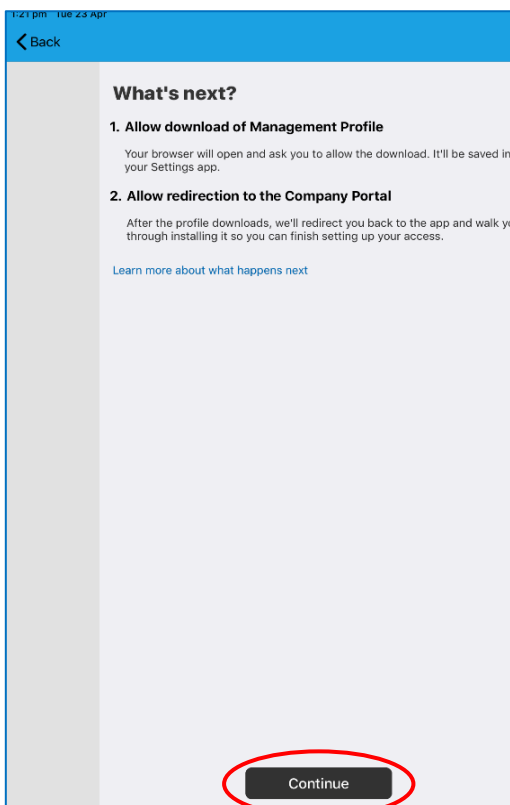 1:21 pm Tue 23 Apr
Back
What's next?
1. Allow download of Management Profile
Your browser will open and ask you to allow the download. It'll be saved in
your Settings app.
2. Allow redirection to the Company Portal
After the profile downloads, we'll redirect you back to the app and walk
through installing it so you can finish setting up your access.
Learn more about what happens next
Continue